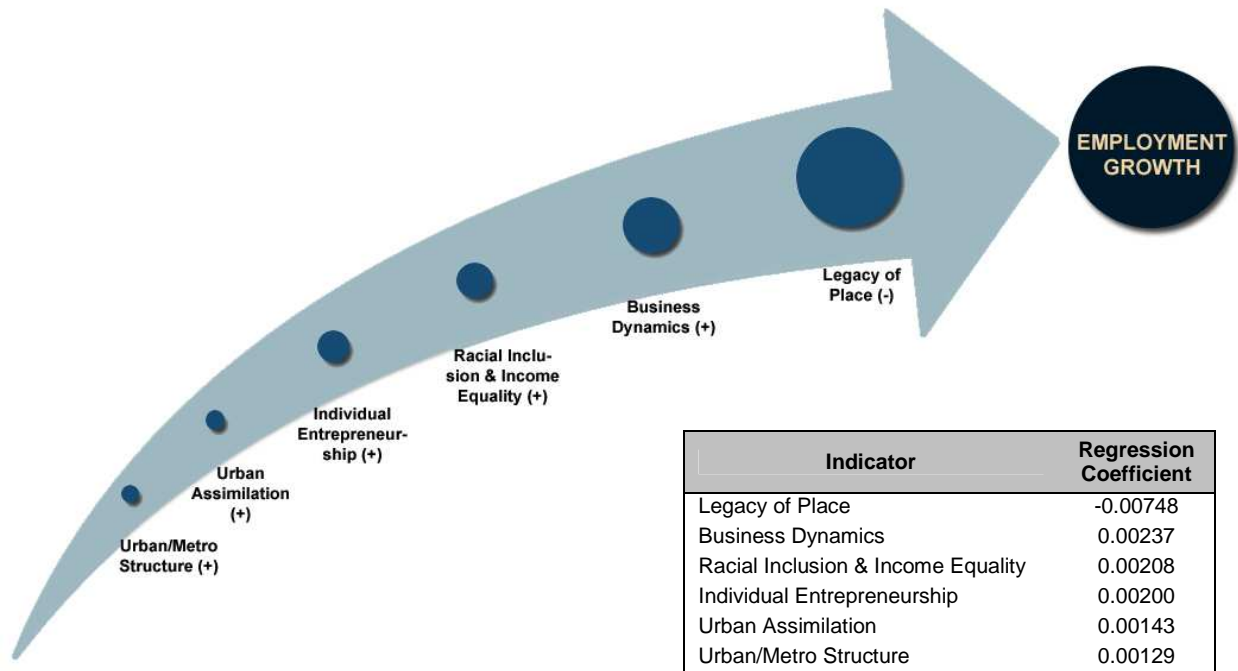 EMPLOYMENT
GROWTH
Legacy of
Place (-)
Business
Dynamics (+)
Racial Inclu-
sion & Income
Equality (+)
Individual
Entrepreneur-
ship (+)
Urban
Assimilation
(+)
Urban/Metro
Structure (+)
Indicator Regression Coefficient
Legacy of Place -0.00748
Business Dynamics 0.00237
Racial Inclusion & Income Equality 0.00208
Individual Entrepreneurship 0.00200
Urban Assimilation 0.00143
Urban/Metro Structure 0.00129